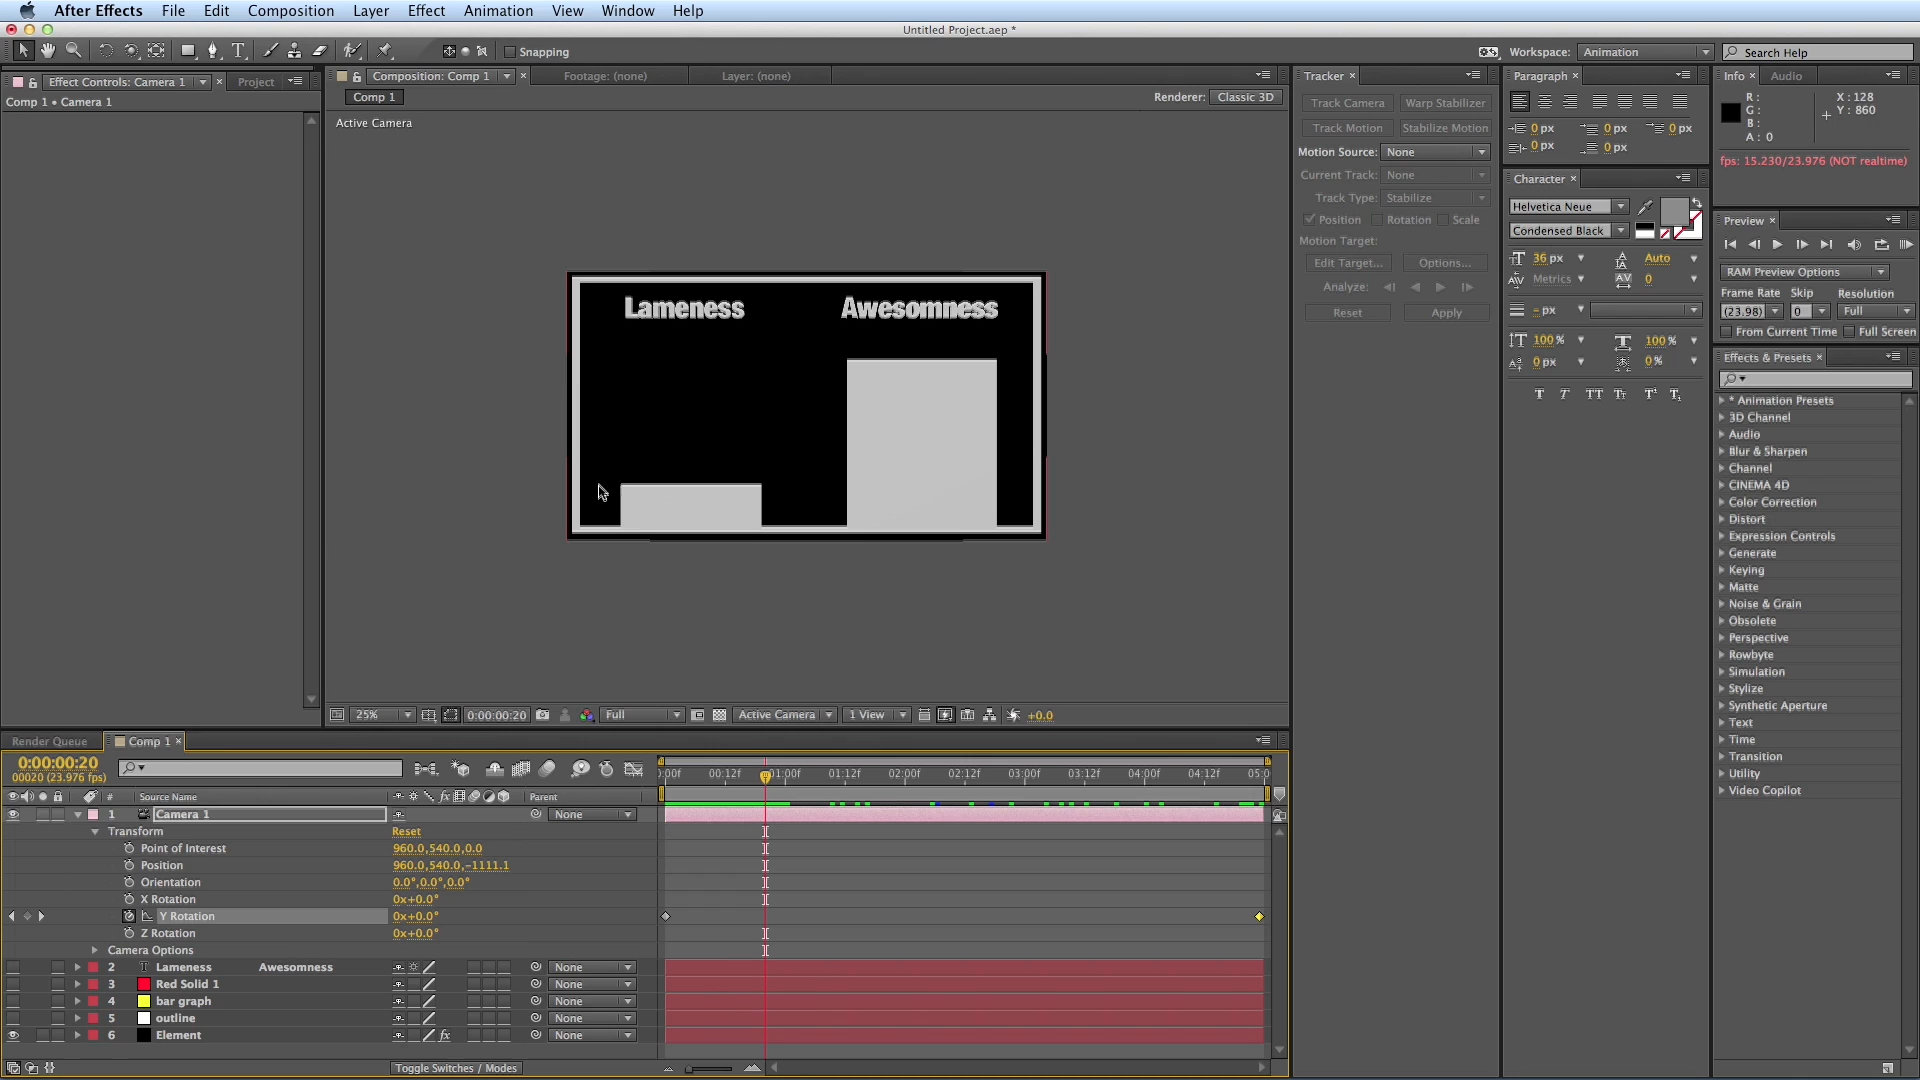 After Effects File Edit Composition Layer Effect Animation View Window Help
Untitled Project.aep *
Snapping
Workspace: Animation
Search Help
Effect Controls: Camera 1
Project
Comp 1 • Camera 1
Composition: Comp 1
Footage: (none)
Layer: (none)
Comp 1
Renderer: Classic 3D
Active Camera
Lameness
Awesomness
25%
0:00:00:20
Full
Active Camera
1 View
+0.0
Tracker
Track Camera
Warp Stabilizer
Track Motion
Stabilize Motion
Motion Source: None
Current Track: None
Track Type: Stabilize
Position Rotation Scale
Motion Target:
Edit Target...
Options...
Analyze:
Reset
Apply
Paragraph
0 px 0 px 0 px
0 px 0 px
Character
Helvetica Neue
Condensed Black
36 px Auto
Metrics 0
- px
100 % 100 %
0 px 0 %
T T TT Tr T¹ T₁
Info Audio
R: X : 128
G: Y : 860
B:
A : 0
fps: 15.230/23.976 (NOT realtime)
Preview
RAM Preview Options
Frame Rate Skip Resolution
(23.98) 0 Full
From Current Time Full Screen
Effects & Presets
* Animation Presets
3D Channel
Audio
Blur & Sharpen
Channel
CINEMA 4D
Color Correction
Distort
Expression Controls
Generate
Keying
Matte
Noise & Grain
Obsolete
Perspective
Rowbyte
Simulation
Stylize
Synthetic Aperture
Text
Time
Transition
Utility
Video Copilot
Render Queue
Comp 1
0:00:00:20
00020 (23.976 fps)
:00f 00:12f 01:00f 01:12f 02:00f 02:12f 03:00f 03:12f 04:00f 04:12f 05:0
# Source Name Parent
1 Camera 1 None
Transform Reset
Point of Interest 960.0,540.0,0.0
Position 960.0,540.0,-1111.1
Orientation 0.0°,0.0°,0.0°
X Rotation 0x+0.0°
Y Rotation 0x+0.0°
Z Rotation 0x+0.0°
Camera Options
2 Lameness Awesomness None
3 Red Solid 1 None
4 bar graph None
5 outline None
6 Element None
Toggle Switches / Modes